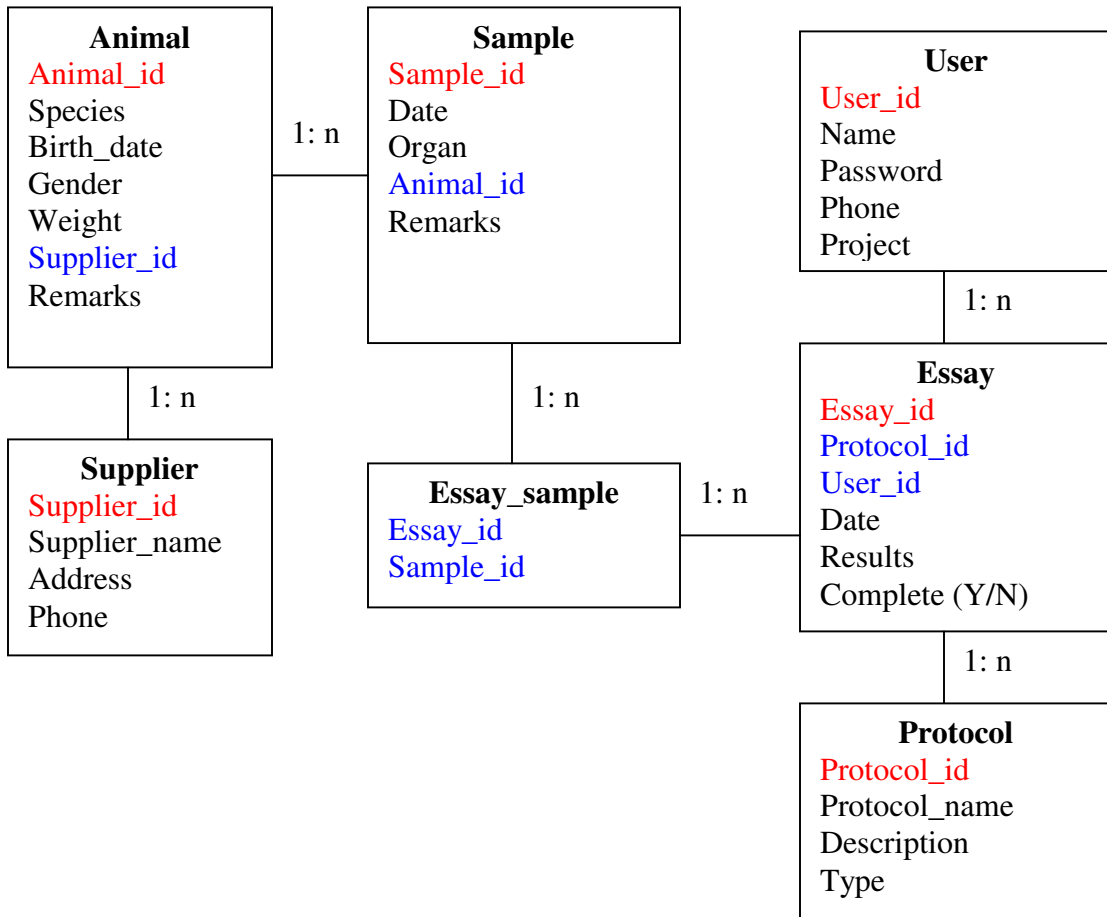 Animal
Animal_id
Species
Birth_date
Gender
Weight
Supplier_id
Remarks
1: n
Sample
Sample_id
Date
Organ
Animal_id
Remarks
User
User_id
Name
Password
Phone
Project
1: n
1: n
1: n
Supplier
Supplier_id
Supplier_name
Address
Phone
Essay_sample
Essay_id
Sample_id
1: n
Essay
Essay_id
Protocol_id
User_id
Date
Results
Complete (Y/N)
1: n
Protocol
Protocol_id
Protocol_name
Description
Type